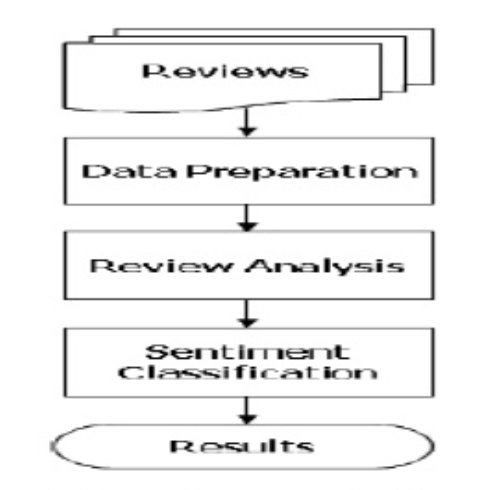 Reviews
Data Preparation
Review Analysis
Sentiment
Classification
Results